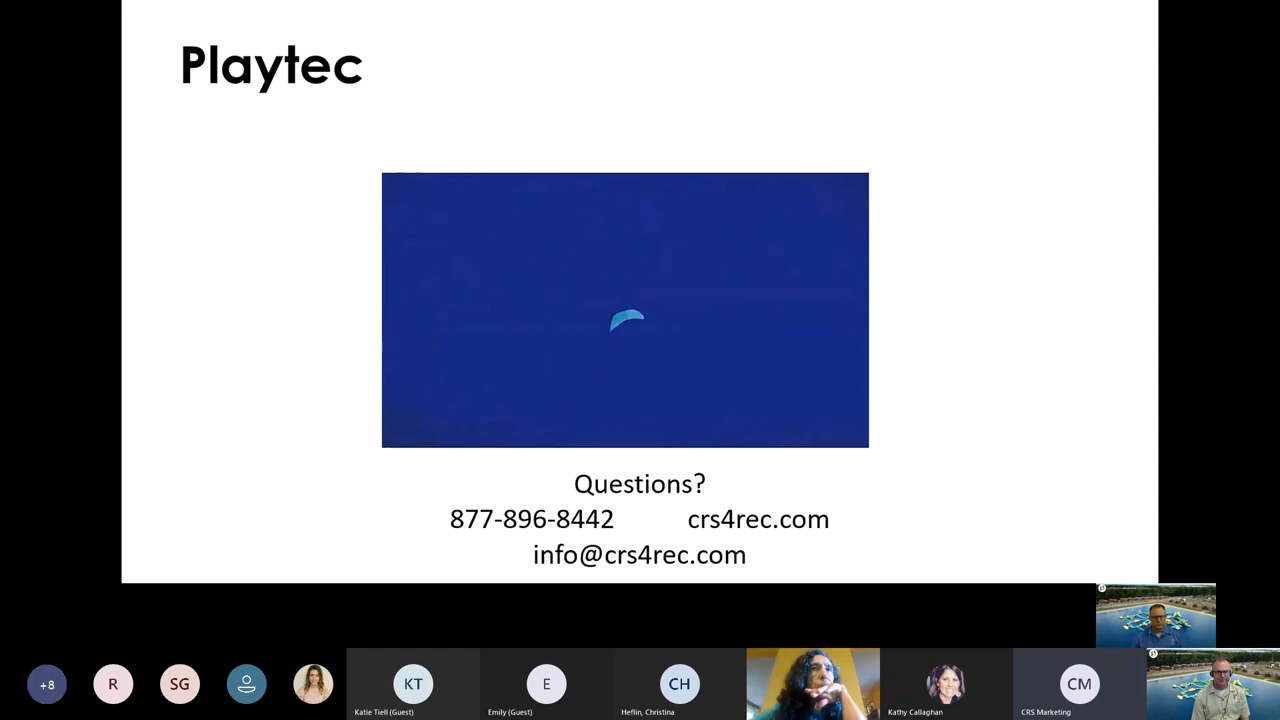 Playtec
Questions?
877-896-8442 crs4rec.com
info@crs4rec.com
+8
R
SG
KT
Katie Tiell (Guest)
E
Emily (Guest)
CH
Heflin, Christina
Kathy Callaghan
CM
CRS Marketing